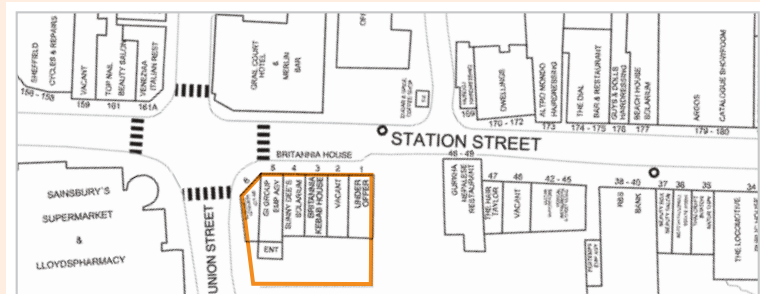 SHEFFIELD
CYCLES & REPAIRS
156 - 158
VACANT
159
TOP NAIL
BEAUTY SALON
161
VENEZIA
ITALIAN REST
161A
GRAIL COURT
HOTEL
&
MERLIN
BAR
169
DWELLINGS
170 - 172
ALTRO MONDO
HAIRDRESSING
173
THE DIAL
BAR & RESTAURANT
174 - 175
GUYS & DOLLS
HAIRDRESSING
176
BEACH HOUSE
SOLARIUM
177
ARGOS
CATALOGUE SHOWROOM
179 - 180
STATION STREET
BRITANNIA HOUSE
6
5
4
3
2
1
GI GROUP
EMP AGY
SUNNY DEE'S
SOLARIUM
BRITANNIA
KEBAB HOUSE
VACANT
UNDER
OFFER
ENT
UNION STREET
SAINSBURY'S
SUPERMARKET
&
LLOYDSPHARMACY
48 - 49
GURKHA
NEPALESE
RESTAURANT
47
THE HAIR
TAYLOR
46
VACANT
42 - 45
38 - 40
RBS
BANK
37
36
35
34
THE LOCOMOTIVE